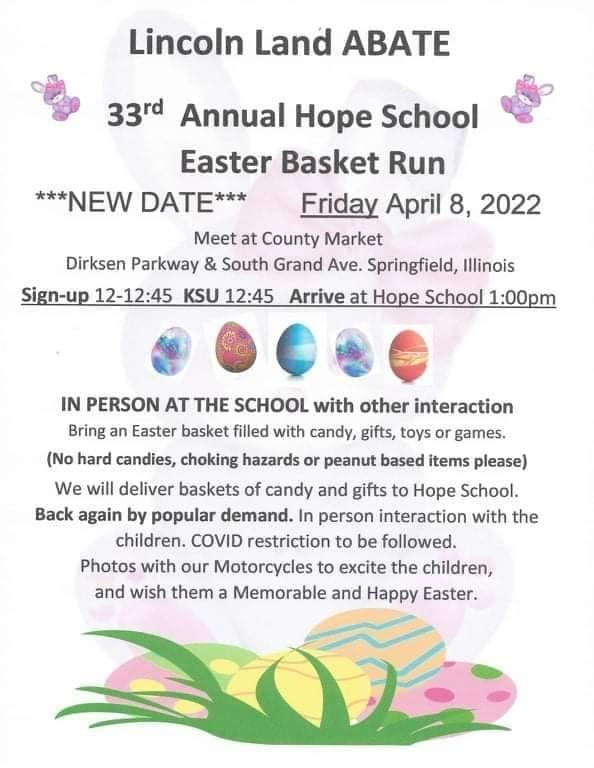 Lincoln Land ABATE
33rd Annual Hope School
Easter Basket Run
***NEW DATE*** Friday April 8, 2022
Meet at County Market
Dirksen Parkway & South Grand Ave. Springfield, Illinois
Sign-up 12-12:45 KSU 12:45 Arrive at Hope School 1:00pm
IN PERSON AT THE SCHOOL with other interaction
Bring an Easter basket filled with candy, gifts, toys or games.
(No hard candies, choking hazards or peanut based items please)
We will deliver baskets of candy and gifts to Hope School.
Back again by popular demand. In person interaction with the
children. COVID restriction to be followed.
Photos with our Motorcycles to excite the children,
and wish them a Memorable and Happy Easter.